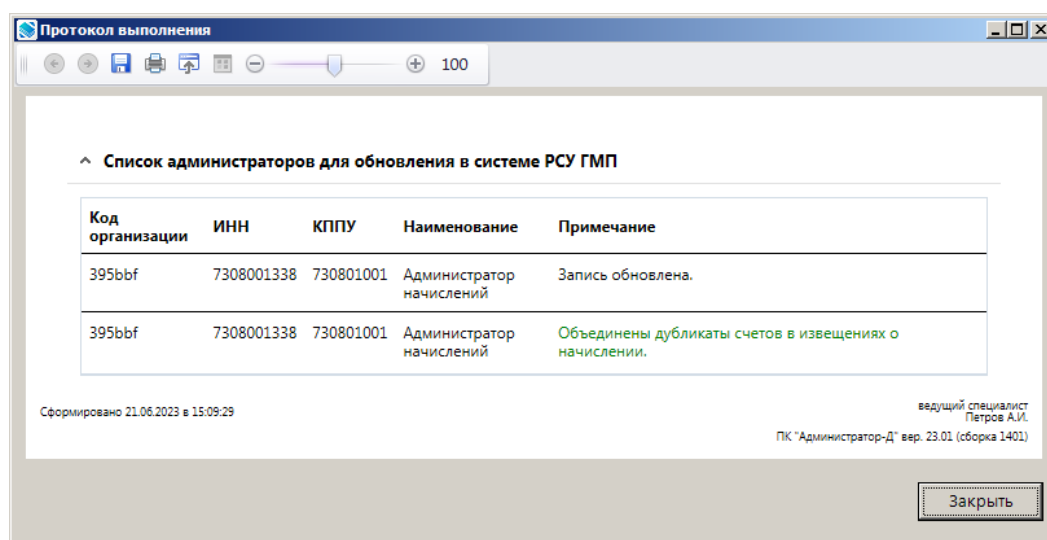 Протокол выполнения
100
Список администраторов для обновления в системе РСУ ГМП
Код организации ИНН КППУ Наименование Примечание
395bbf 7308001338 730801001 Администратор Запись обновлена.
начислений
395bbf 7308001338 730801001 Администратор Объединены дубликаты счетов в извещениях о
начислений начислении.
Сформировано 21.06.2023 в 15:09:29
ведущий специалист
Петров А.И.
ПК "Администратор-Д" вер. 23.01 (сборка 1401)
Закрыть